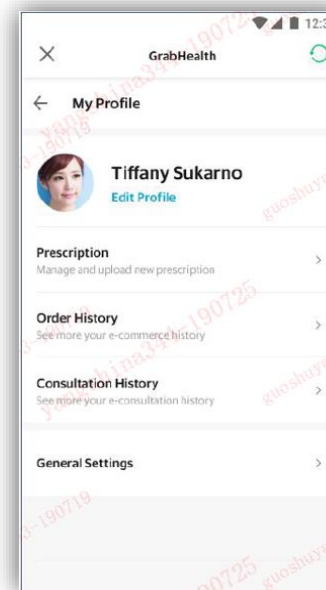 12:3
GrabHealth
My Profile
Tiffany Sukarno
Edit Profile
Prescription
Manage and upload new prescription
Order History
See more your e-commerce history
Consultation History
See more your e-consultation history
General Settings